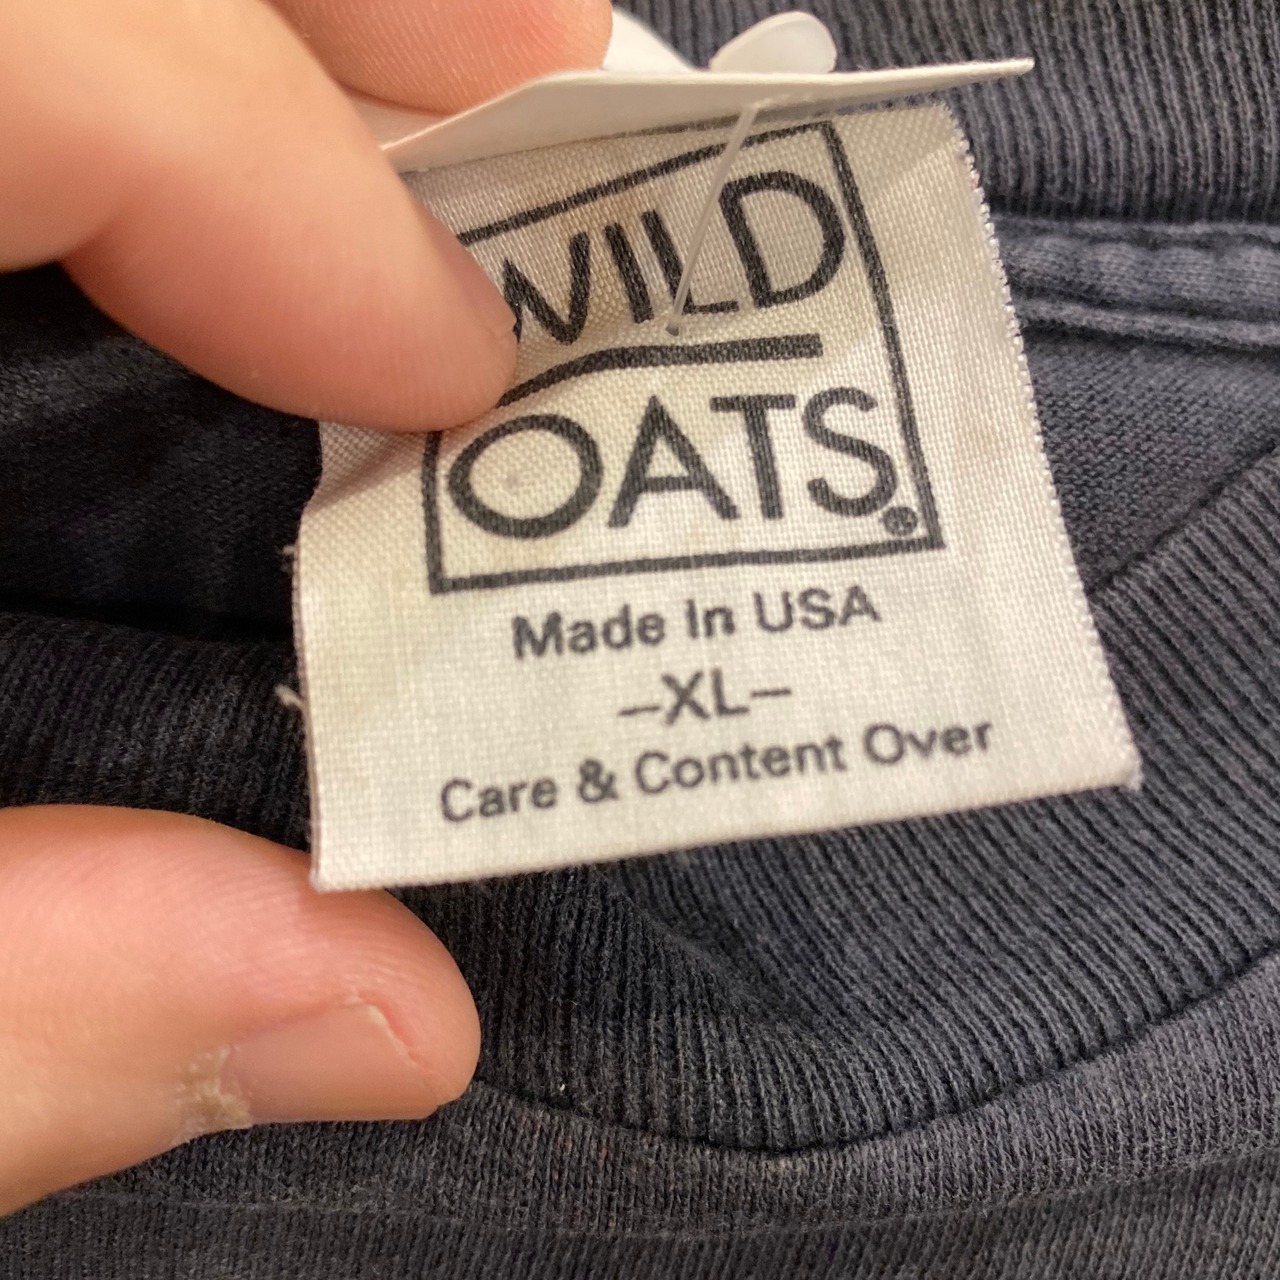 WILD
OATS®
Made In USA
–XL–
Care & Content Over